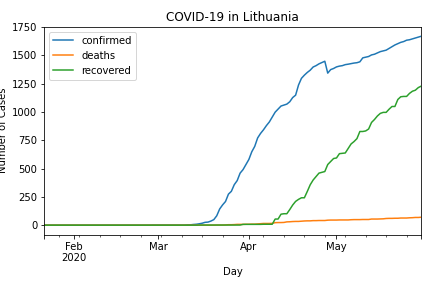 COVID-19 in Lithuania
1750
1500
1250
1000
750
500
250
0
Number of Cases
confirmed
deaths
recovered
Feb
2020
Mar
Apr
May
Day